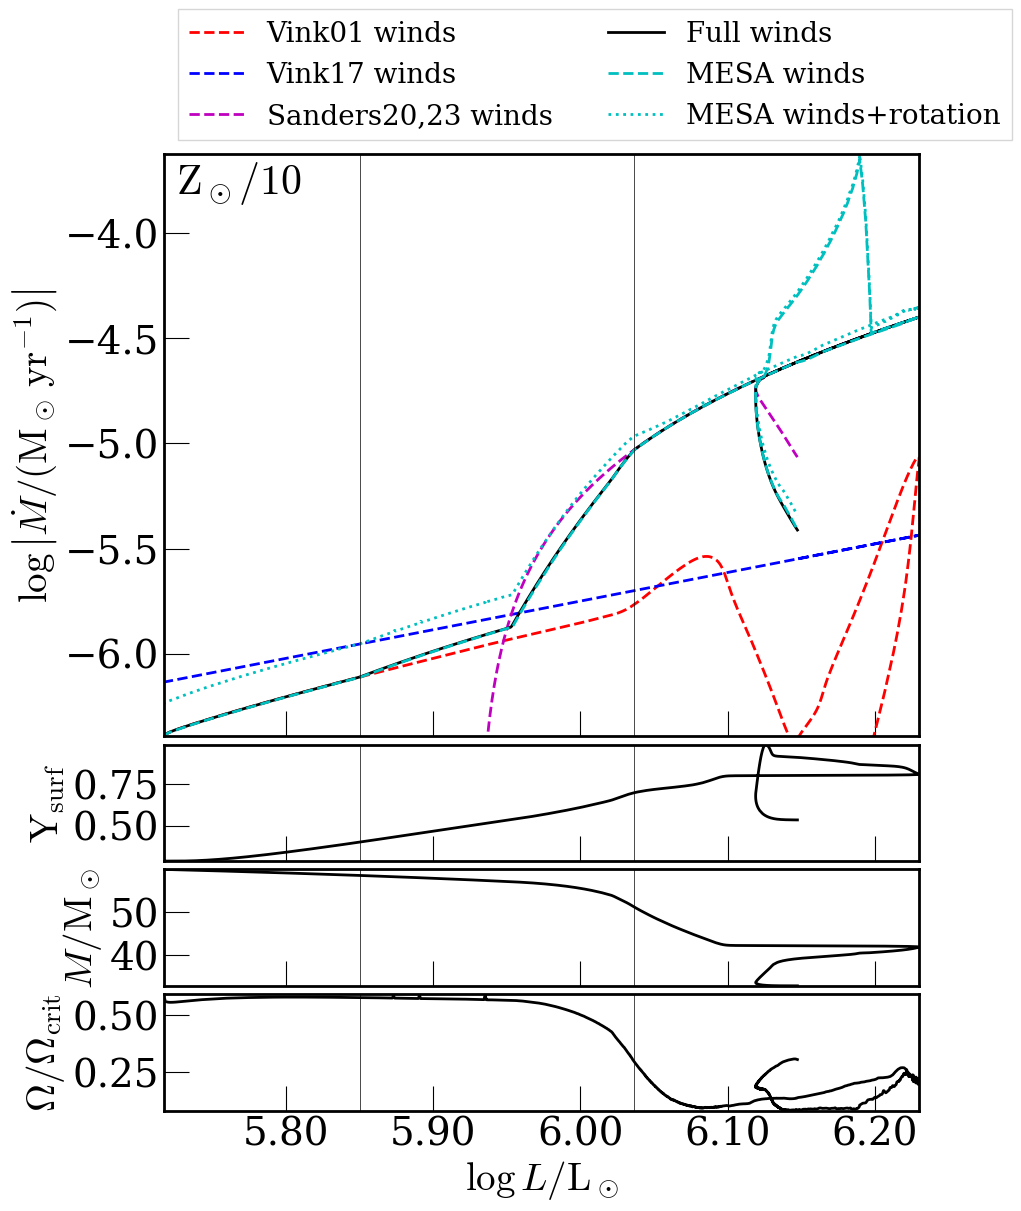 Vink01 winds
Vink17 winds
Sanders20,23 winds
Full winds
MESA winds
MESA winds+rotation
Z⊙/10
log |Ṁ/(M⊙ yr⁻¹)|
−4.0
−4.5
−5.0
−5.5
−6.0
Y_surf
0.75
0.50
M/M⊙
50
40
Ω/Ω_crit
0.50
0.25
5.80 5.90 6.00 6.10 6.20
log L/L⊙